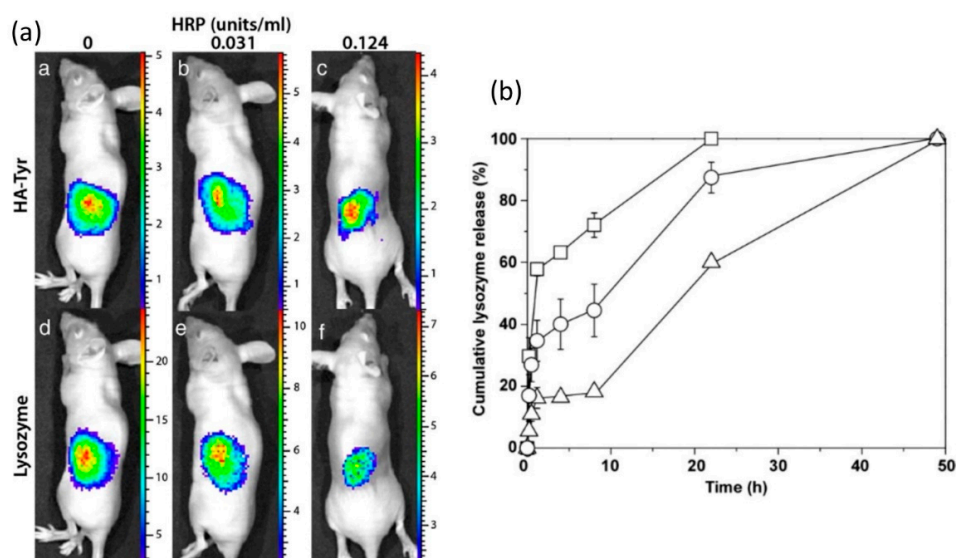 (a)
HRP (units/ml)
0 0.031 0.124
HA-Tyr
a 5 4 3 2 1
b 5 4 3 2 1
c 4 3 2 1
Lysozyme
d 20 15 10 5
e 10 8 6 4
f 7 6 5 4 3
(b)
Cumulative lysozyme release (%)
100
80
60
40
20
0
0 10 20 30 40 50
Time (h)